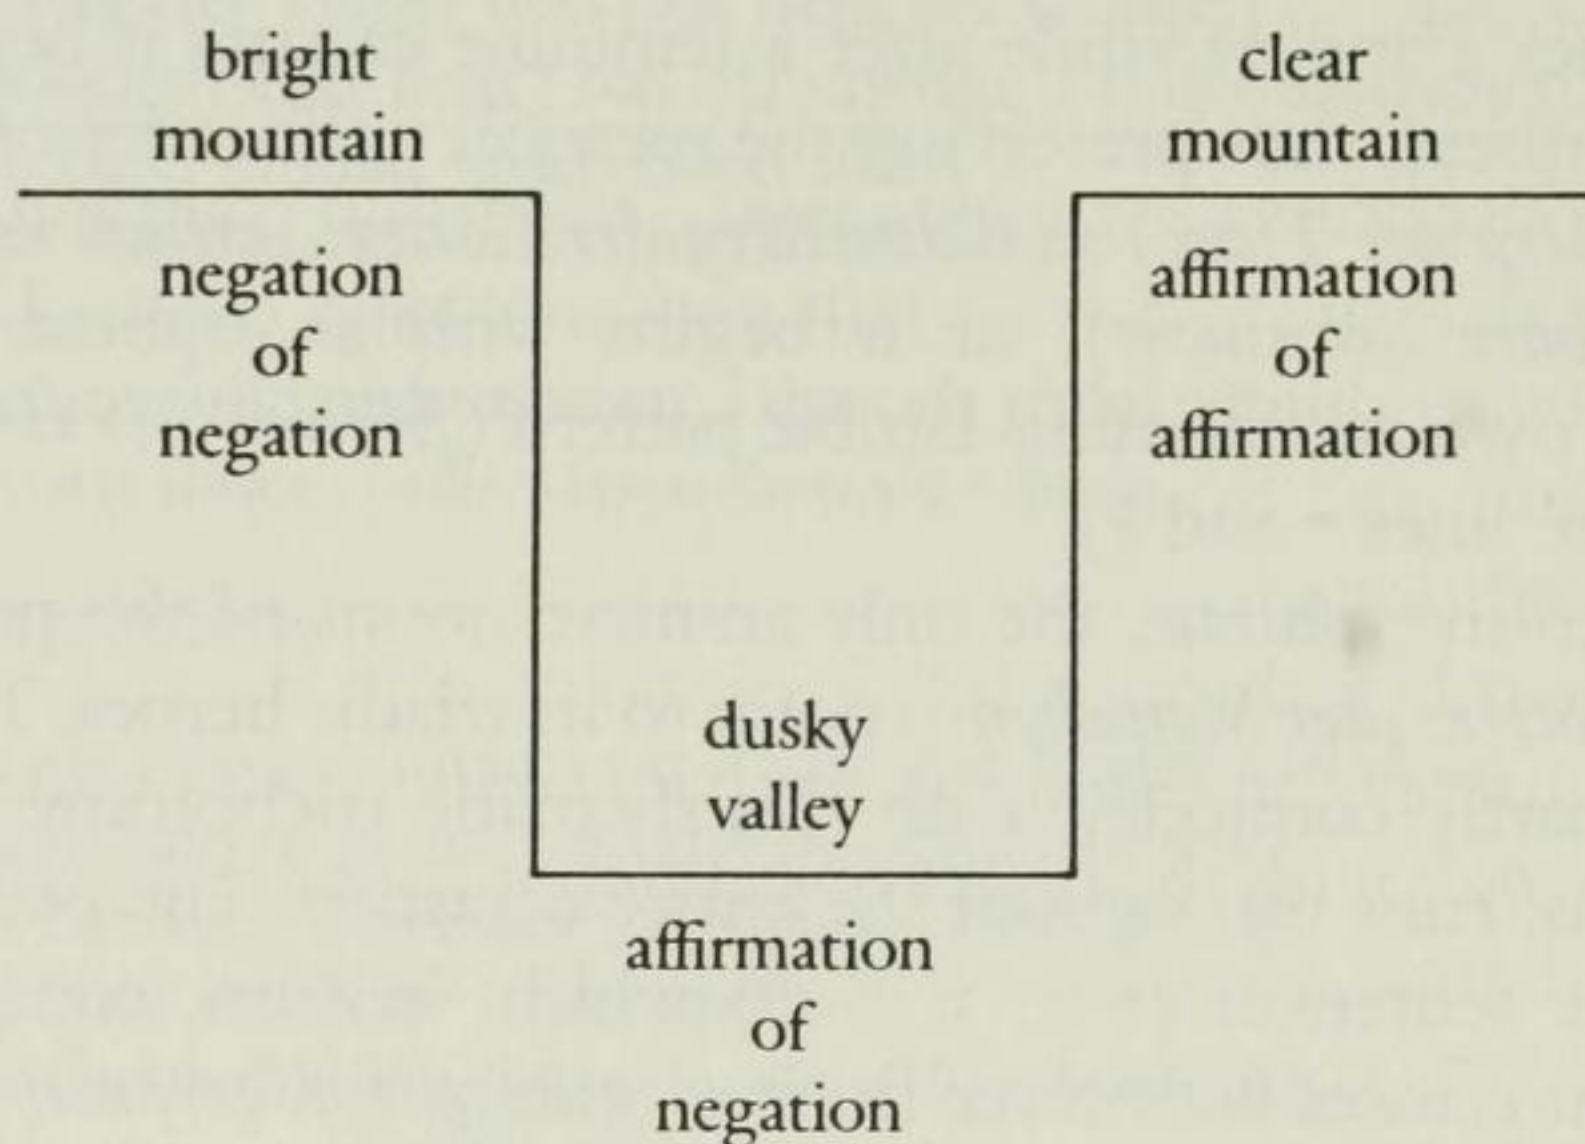 bright
mountain
negation
of
negation
clear
mountain
affirmation
of
affirmation
dusky
valley
affirmation
of
negation